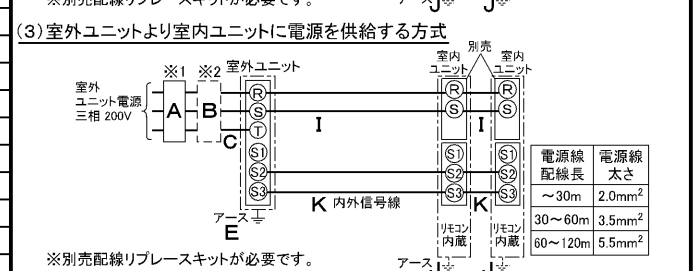 ※別売配線リプレースキットが必要です。
アース J J
(3)室外ユニットより室内ユニットに電源を供給する方式
※1 ※2 室外ユニット
室内
ユニット
別売
室内
ユニット
室外
ユニット電源
三相 200V
A B C
R S T S1 S2 S3
I
R S S1 S2 S3
I
R S S1 S2 S3
K 内外信号線
K
アース
E
リモコン
内蔵
リモコン
内蔵
電源線
配線長
電源線
太さ
～30m 2.0mm²
30～60m 3.5mm²
60～120m 5.5mm²
※別売配線リプレースキットが必要です。
アース J J